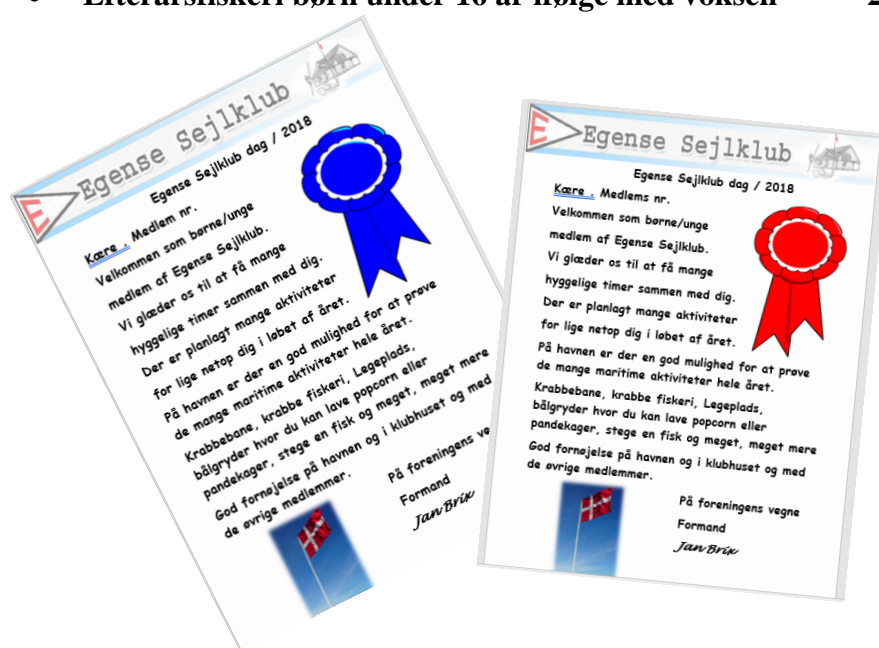 • Efterårsfiskeri børn under 16 år ifølge med voksen
E Egense Sejlklub
Egense Sejlklub dag / 2018
Kære . Medlem nr.
Velkommen som børne/unge
medlem af Egense Sejlklub.
Vi glæder os til at få mange
hyggelige timer sammen med dig.
Der er planlagt mange aktiviteter
for lige netop dig i løbet af året.
På havnen er der en god mulighed for at prøve
de mange maritime aktiviteter hele året.
Krabbebane, krabbe fiskeri, Legeplads,
bålgryder hvor du kan lave popcorn eller
pandekager, stege en fisk og meget, meget mere
God fornøjelse på havnen og i klubhuset og med
de øvrige medlemmer.
På foreningens ve
Formand
Jan Brix
E Egense Sejlklub
Egense Sejlklub dag / 2018
Kære . Medlems nr.
Velkommen som børne/unge
medlem af Egense Sejlklub.
Vi glæder os til at få mange
hyggelige timer sammen med dig.
Der er planlagt mange aktiviteter
for lige netop dig i løbet af året.
På havnen er der en god mulighed for at prøve
de mange maritime aktiviteter hele året.
Krabbebane, krabbe fiskeri, Legeplads,
bålgryder hvor du kan lave popcorn eller
pandekager, stege en fisk og meget, meget mere
God fornøjelse på havnen og i klubhuset og med
de øvrige medlemmer.
På foreningens vegne
Formand
Jan Brix